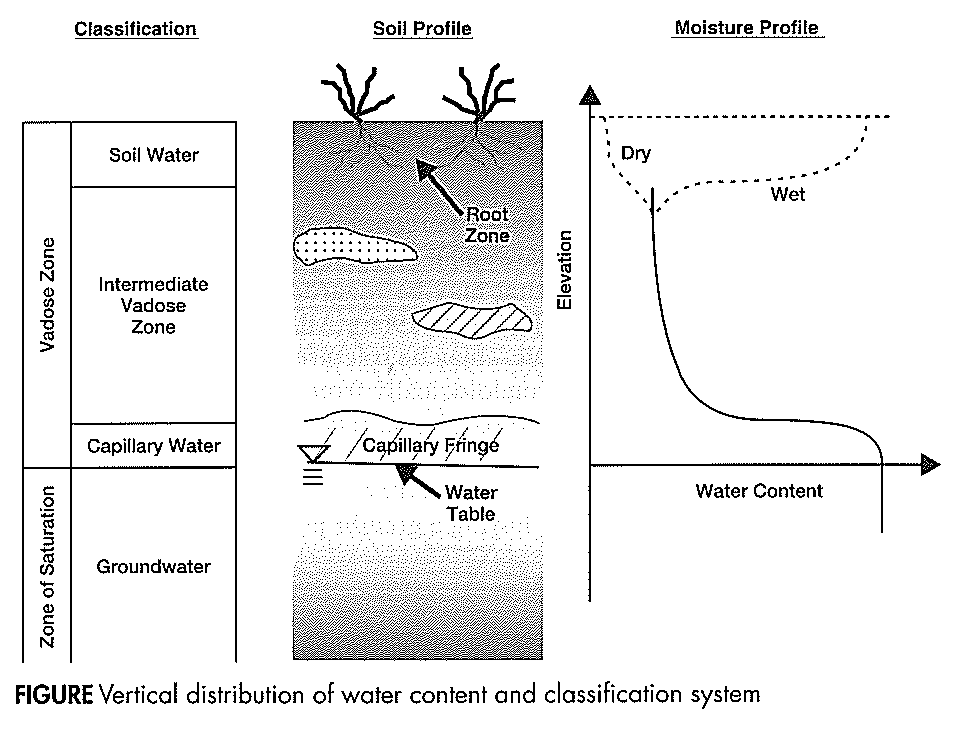 Classification
Soil Profile
Moisture Profile
Vadose Zone
Soil Water
Intermediate
Vadose
Zone
Capillary Water
Zone of Saturation
Groundwater
Root
Zone
Capillary Fringe
Water
Table
Elevation
Dry
Wet
Water Content
FIGURE Vertical distribution of water content and classification system